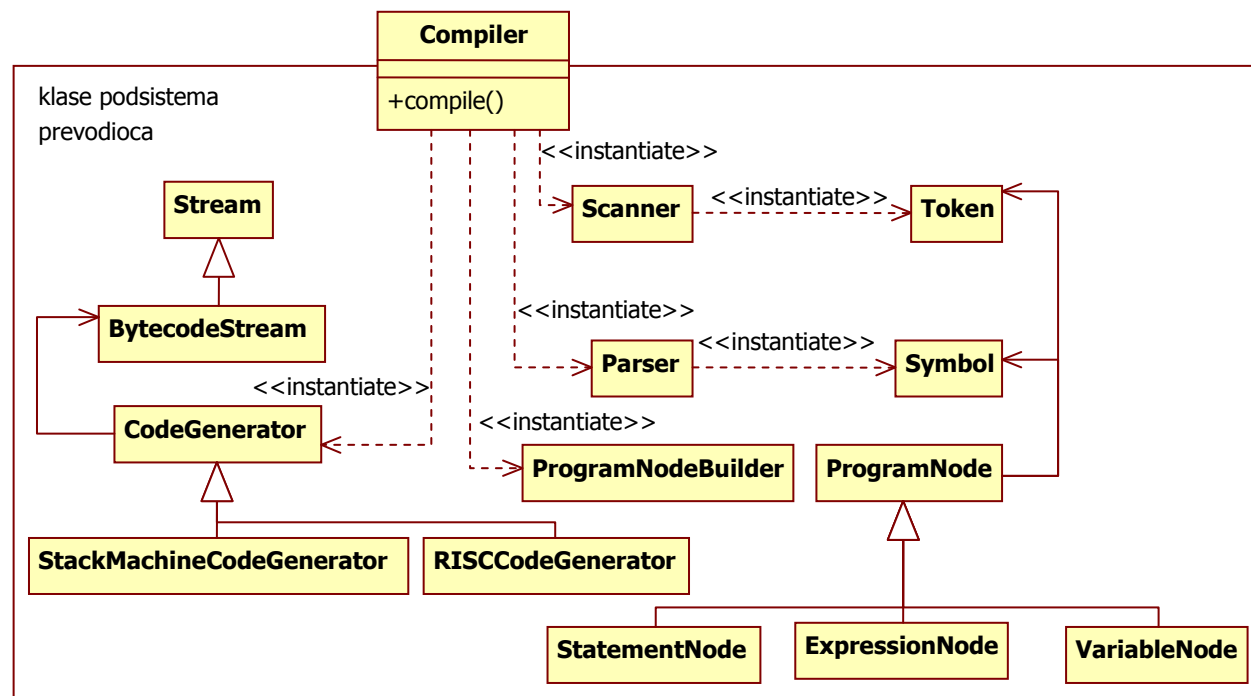 Compiler
+compile()
klase podsistema
prevodioca
<<instantiate>>
Stream
Scanner
<<instantiate>>
Token
BytecodeStream
<<instantiate>>
Parser
<<instantiate>>
Symbol
<<instantiate>>
CodeGenerator
<<instantiate>>
ProgramNodeBuilder
ProgramNode
StackMachineCodeGenerator
RISCCodeGenerator
StatementNode
ExpressionNode
VariableNode